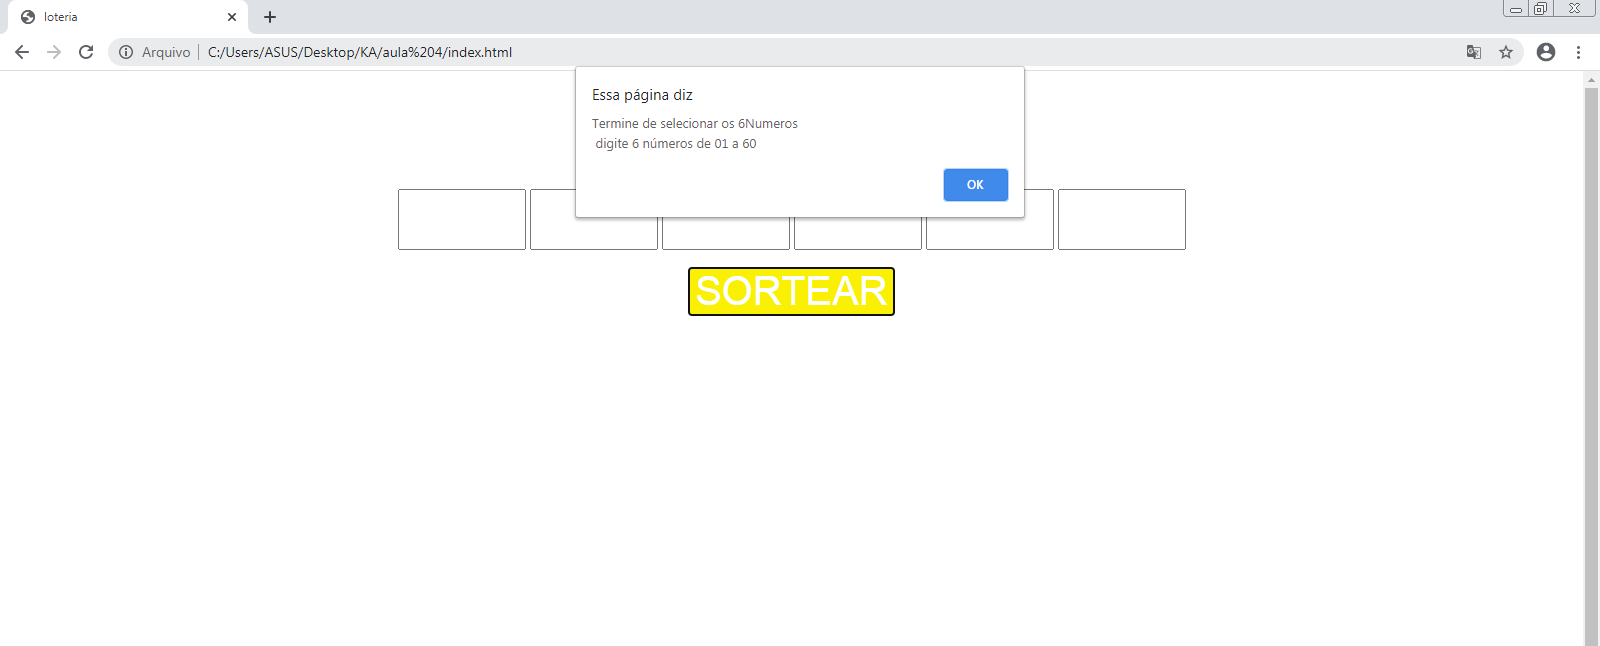 loteria
Arquivo C:/Users/ASUS/Desktop/KA/aula%204/index.html
Essa página diz
Termine de selecionar os 6Numeros
digite 6 números de 01 a 60
OK
SORTEAR